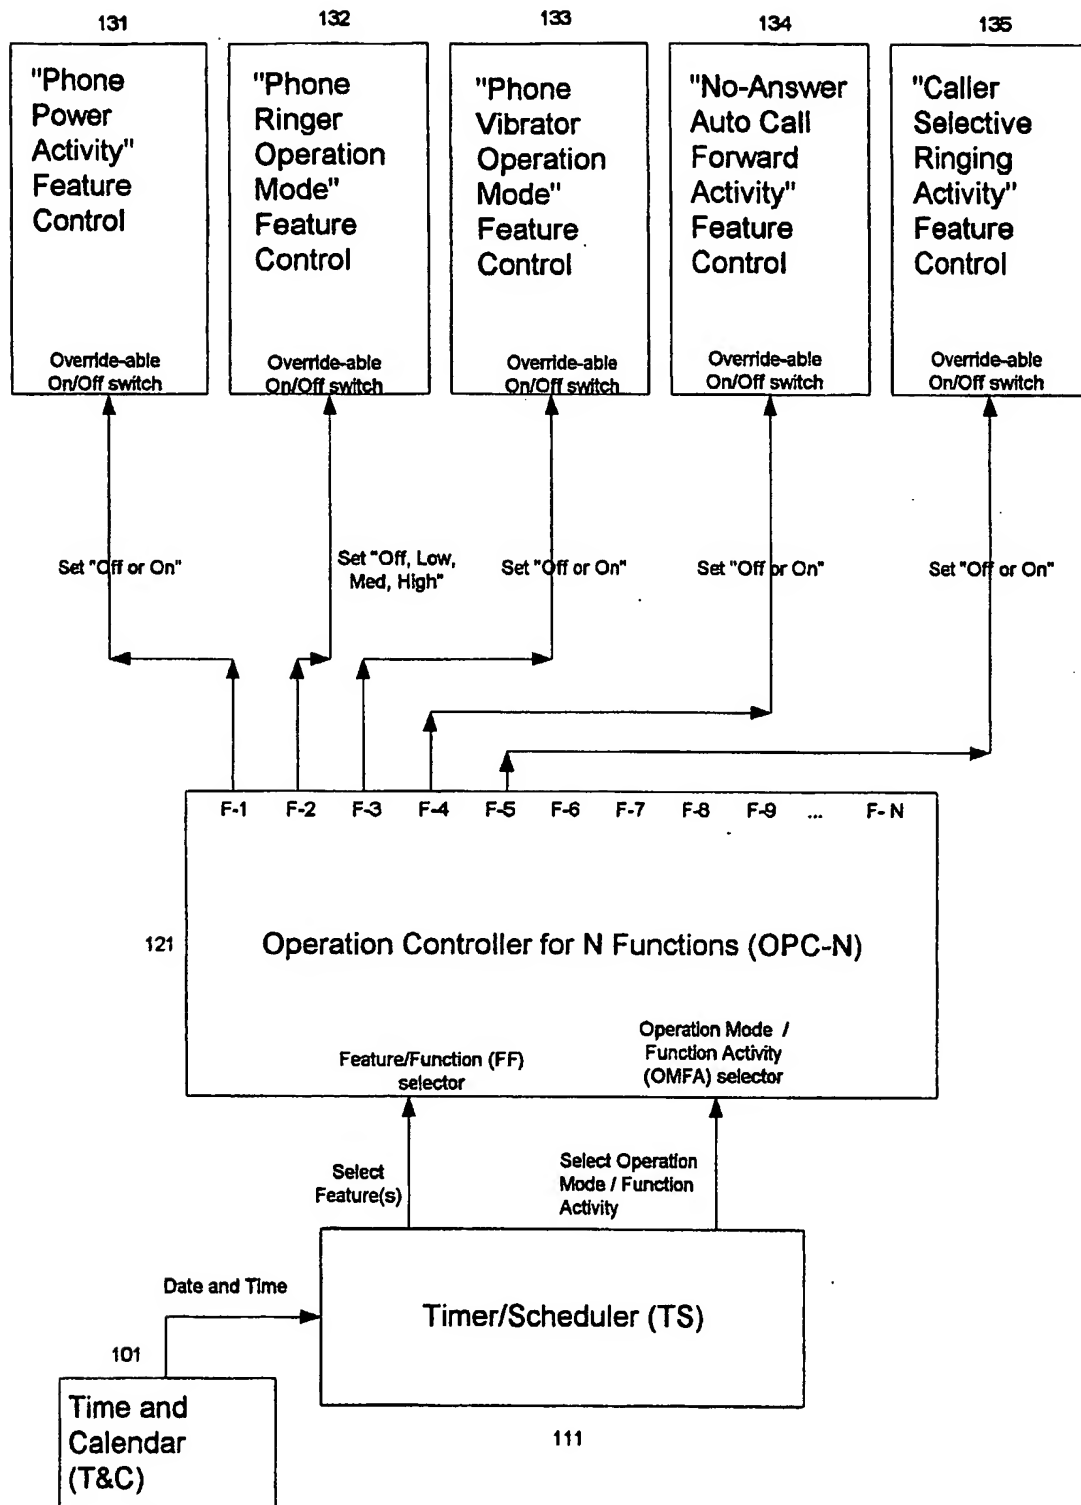 131
132
133
134
135
"Phone
Power
Activity"
Feature
Control
Override-able
On/Off switch
"Phone
Ringer
Operation
Mode"
Feature
Control
Override-able
On/Off switch
"Phone
Vibrator
Operation
Mode"
Feature
Control
Override-able
On/Off switch
"No-Answer
Auto Call
Forward
Activity"
Feature
Control
Override-able
On/Off switch
"Caller
Selective
Ringing
Activity"
Feature
Control
Override-able
On/Off switch
Set "Off or On"
Set "Off, Low,
Med, High"
Set "Off or On"
Set "Off or On"
Set "Off or On"
F-1 F-2 F-3 F-4 F-5 F-6 F-7 F-8 F-9 ... F- N
121
Operation Controller for N Functions (OPC-N)
Feature/Function (FF)
selector
Operation Mode /
Function Activity
(OMFA) selector
Select
Feature(s)
Select Operation
Mode / Function
Activity
Date and Time
Timer/Scheduler (TS)
101
Time and
Calendar
(T&C)
111